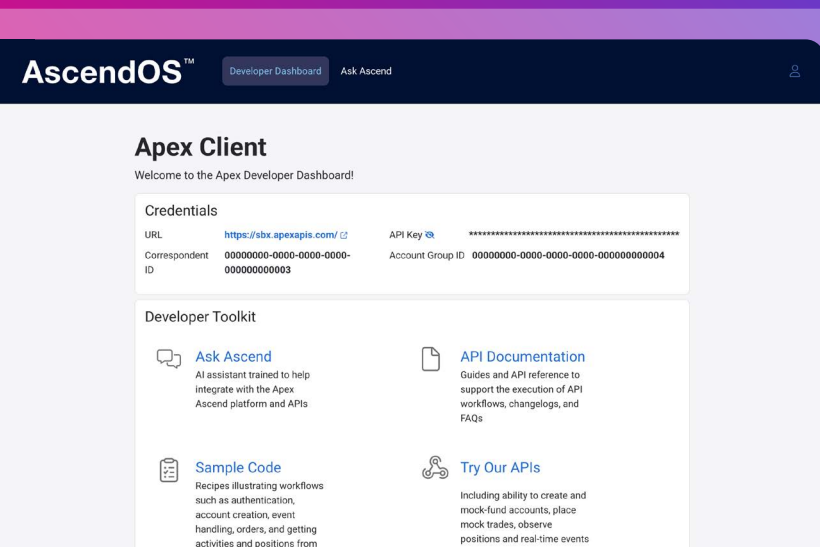 AscendOS™
Developer Dashboard
Ask Ascend
Apex Client
Welcome to the Apex Developer Dashboard!
Credentials
URL
https://sbx.apexapis.com/
API Key
************************************************
Correspondent
ID
00000000-0000-0000-0000-
000000000003
Account Group ID
00000000-0000-0000-0000-000000000004
Developer Toolkit
Ask Ascend
AI assistant trained to help
integrate with the Apex
Ascend platform and APIs
API Documentation
Guides and API reference to
support the execution of API
workflows, changelogs, and
FAQs
Sample Code
Recipes illustrating workflows
such as authentication,
account creation, event
handling, orders, and getting
activities and positions from
Try Our APIs
Including ability to create and
mock-fund accounts, place
mock trades, observe
positions and real-time events